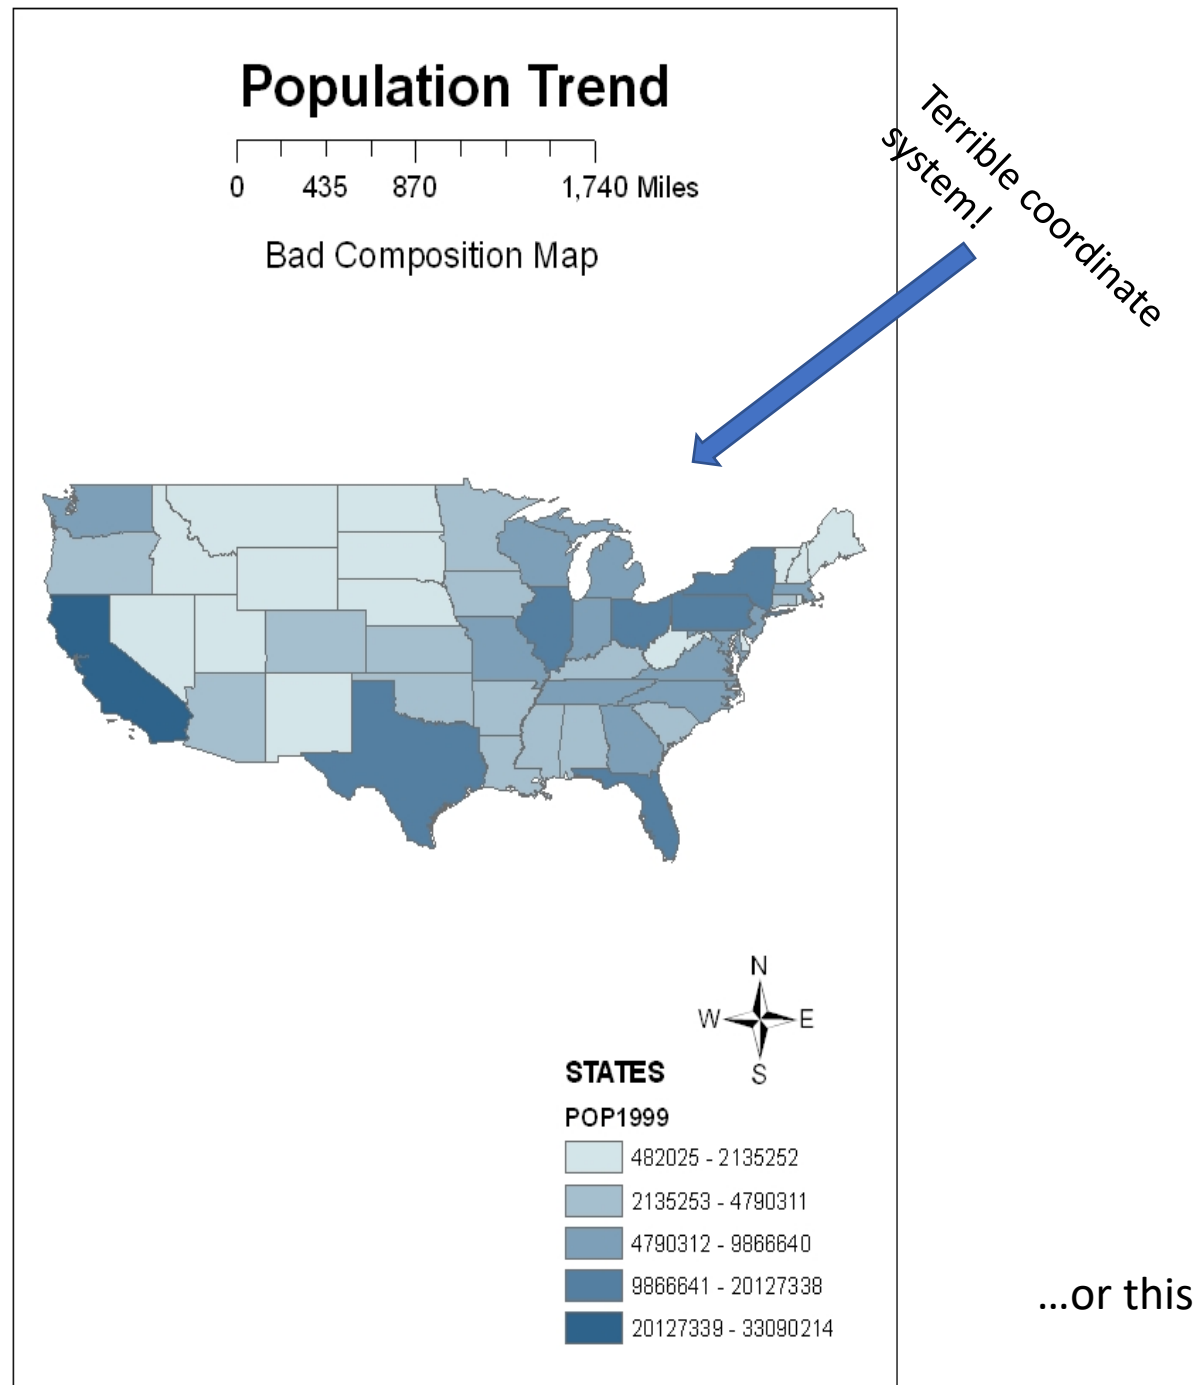 Population Trend
0 435 870 1,740 Miles
Bad Composition Map
Terrible coordinate
system!
N
W E
S
STATES
POP1999
482025 - 2135252
2135253 - 4790311
4790312 - 9866640
9866641 - 20127338
20127339 - 33090214
...or this